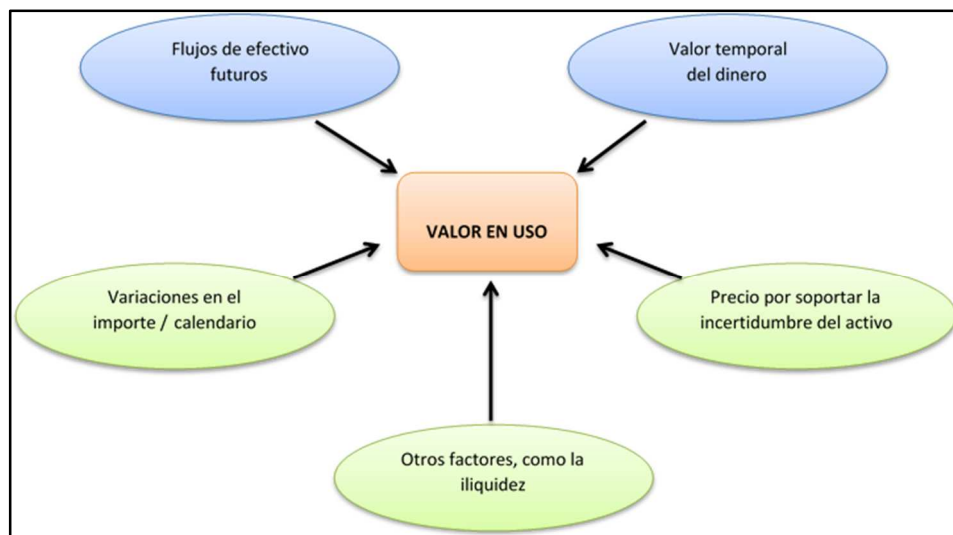 Flujos de efectivo
futuros
Valor temporal
del dinero
VALOR EN USO
Variaciones en el
importe / calendario
Precio por soportar la
incertidumbre del activo
Otros factores, como la
iliquidez